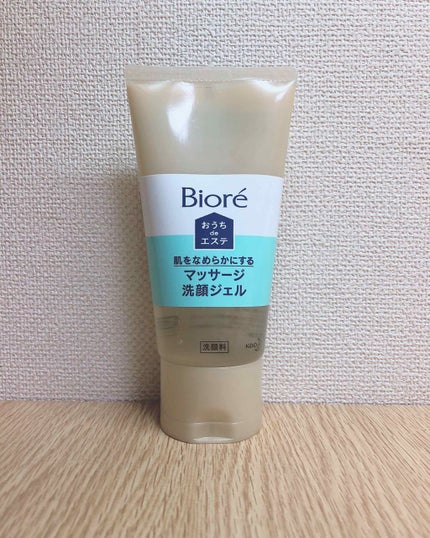 Bioré
おうち
de
エステ
肌をなめらかにする
マッサージ
洗顔ジェル
洗顔料